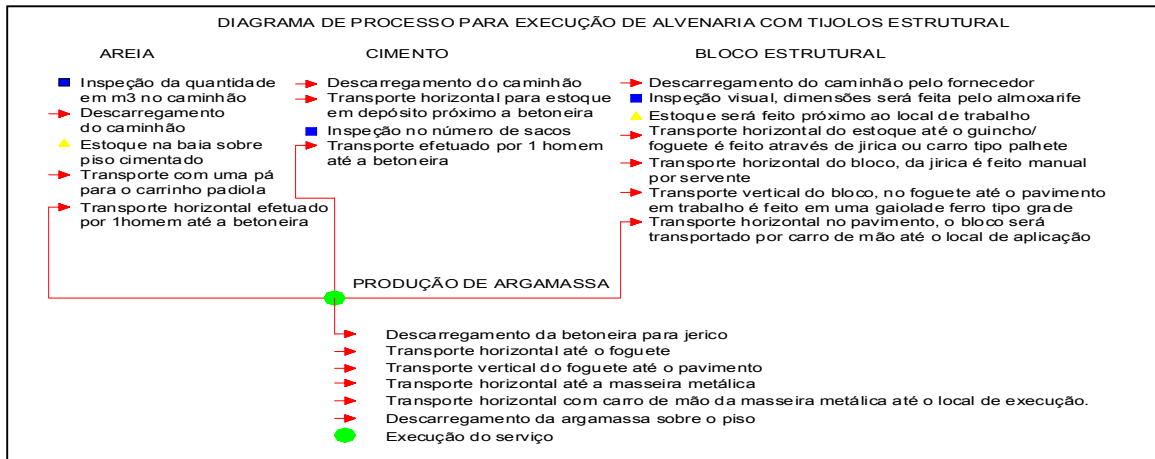 DIAGRAMA DE PROCESSO PARA EXECUÇÃO DE ALVENARIA COM TIJOLOS ESTRUTURAL
AREIA
Inspeção da quantidade
em m3 no caminhão
Descarregamento
do caminhão
Estoque na baia sobre
piso cimentado
Transporte com uma pá
para o carrinho padiola
Transporte horizontal efetuado
por 1homem até a betoneira
CIMENTO
Descarregamento do caminhão
Transporte horizontal para estoque
em depósito próximo a betoneira
Inspeção no número de sacos
Transporte efetuado por 1 homem
até a betoneira
BLOCO ESTRUTURAL
Descarregamento do caminhão pelo fornecedor
Inspeção visual, dimensões será feita pelo almoxarife
Estoque será feito próximo ao local de trabalho
Transporte horizontal do estoque até o guincho/
foguete é feito através de jirica ou carro tipo palhete
Transporte horizontal do bloco, da jirica é feito manual
por servente
Transporte vertical do bloco, no foguete até o pavimento
em trabalho é feito em uma gaiolade ferro tipo grade
Transporte horizontal no pavimento, o bloco será
transportado por carro de mão até o local de aplicação
PRODUÇÃO DE ARGAMASSA
Descarregamento da betoneira para jerico
Transporte horizontal até o foguete
Transporte vertical do foguete até o pavimento
Transporte horizontal até a masseira metálica
Transporte horizontal com carro de mão da masseira metálica até o local de execução.
Descarregamento da argamassa sobre o piso
Execução do serviço